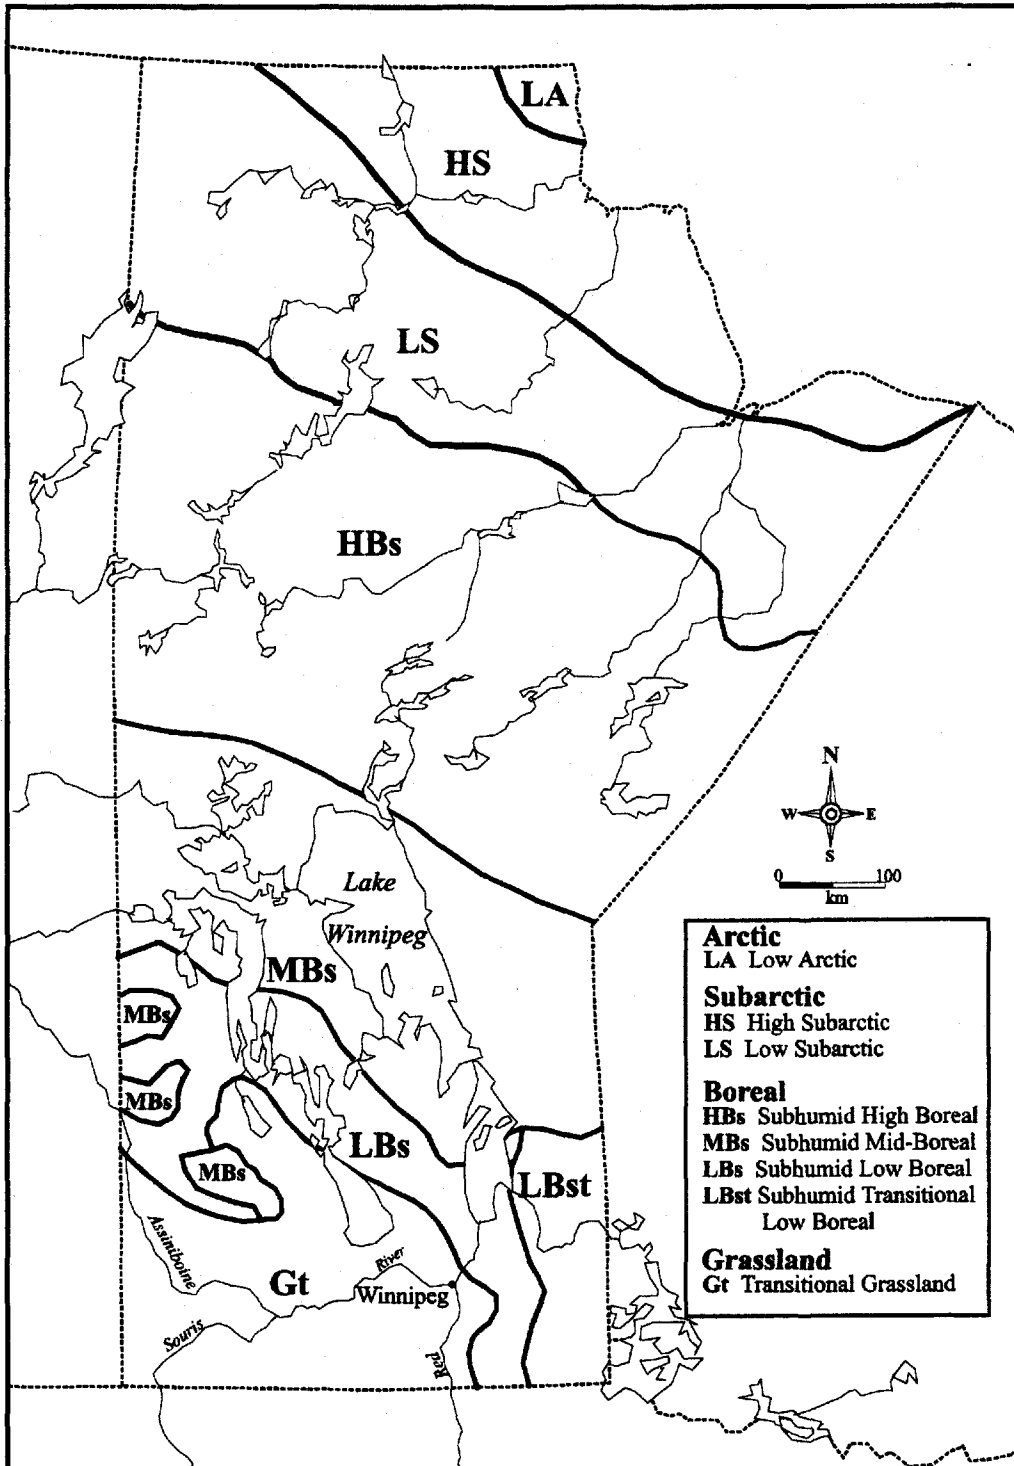 LA
HS
LS
HBs
N
W E
S
0 100
km
Lake
Winnipeg
MBs
MBs
MBs
MBs
LBs
LBst
Gt
Assiniboine
River
Winnipeg
Souris
Red
Arctic
LA Low Arctic
Subarctic
HS High Subarctic
LS Low Subarctic
Boreal
HBs Subhumid High Boreal
MBs Subhumid Mid-Boreal
LBs Subhumid Low Boreal
LBst Subhumid Transitional
Low Boreal
Grassland
Gt Transitional Grassland